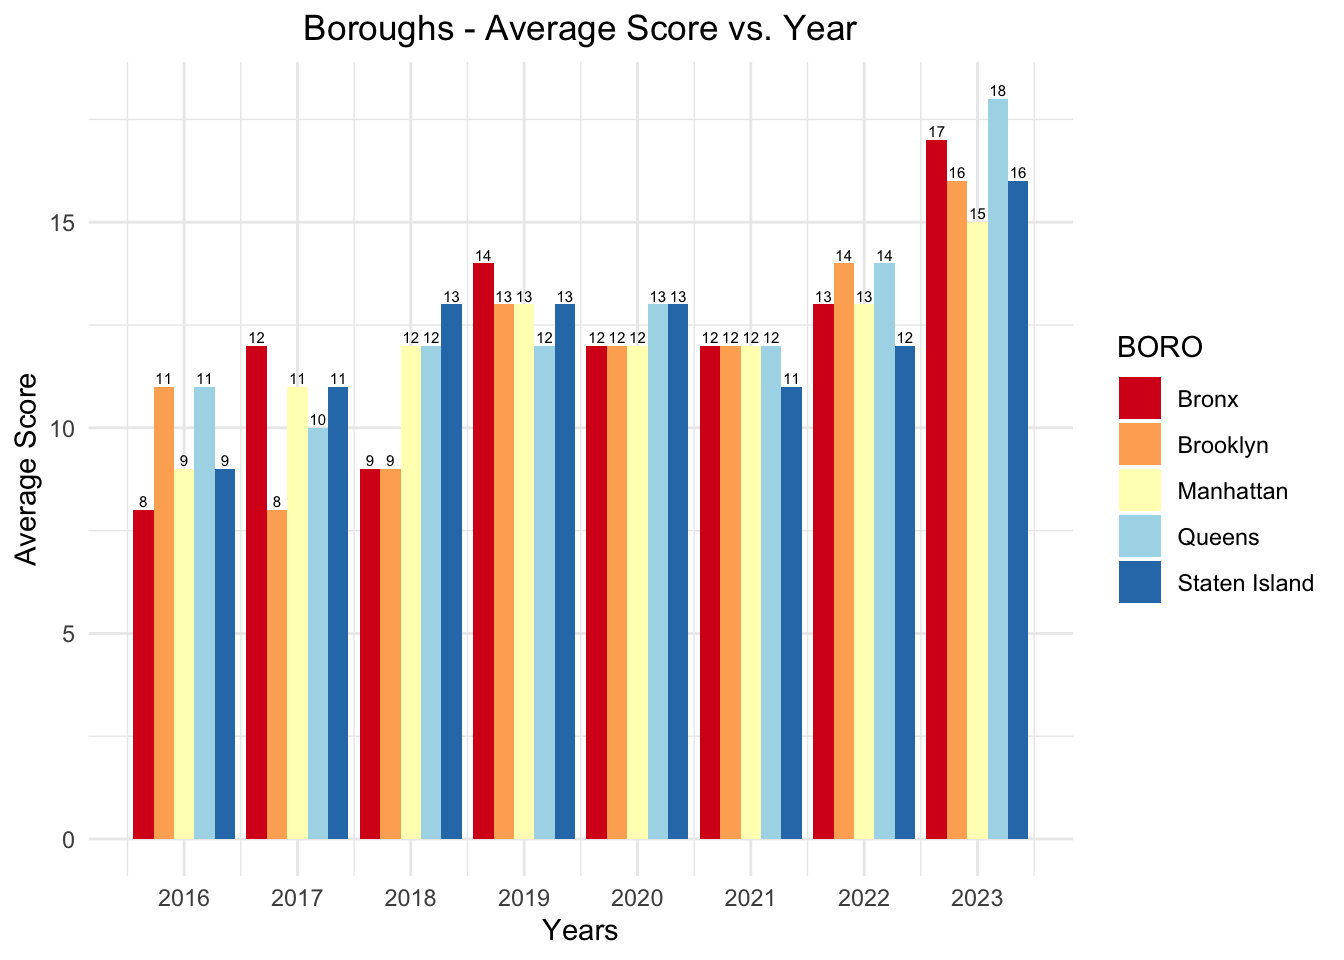 Boroughs - Average Score vs. Year
Average Score
15
10
5
0
8 11 9 11 9
12 8 11 10 11
9 9 12 12 13
14 13 13 12 13
12 12 12 13 13
12 12 12 12 11
13 14 13 14 12
17 16 15 18 16
2016 2017 2018 2019 2020 2021 2022 2023
Years
BORO
Bronx
Brooklyn
Manhattan
Queens
Staten Island